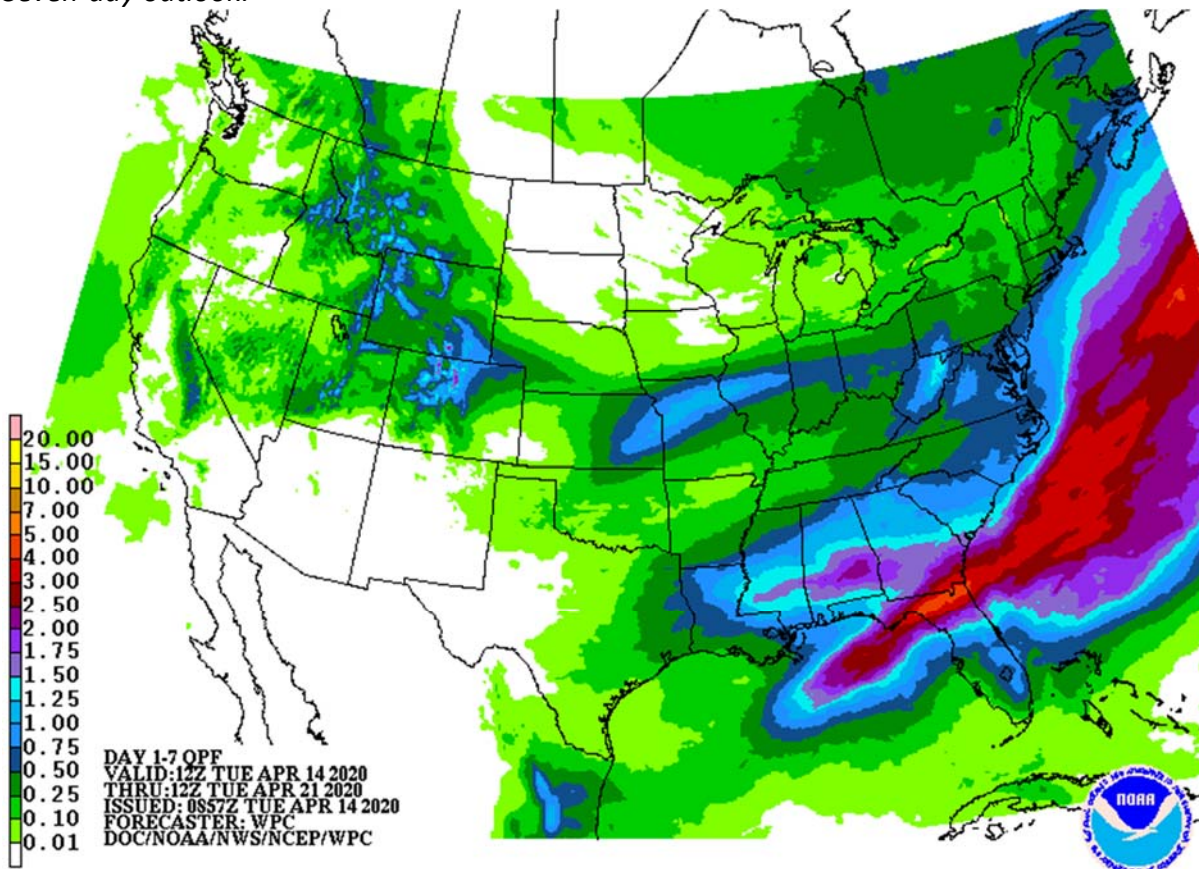 seven-day outlook.
20.00
15.00
10.00
7.00
5.00
4.00
3.00
2.50
2.00
1.75
1.50
1.25
1.00
0.75
0.50
0.25
0.10
0.01
DAY 1-7 QPF
VALID:12Z TUE APR 14 2020
THRU:12Z TUE APR 21 2020
ISSUED: 0857Z TUE APR 14 2020
FORECASTER: WPC
DOC/NOAA/NWS/NCEP/WPC
NOAA